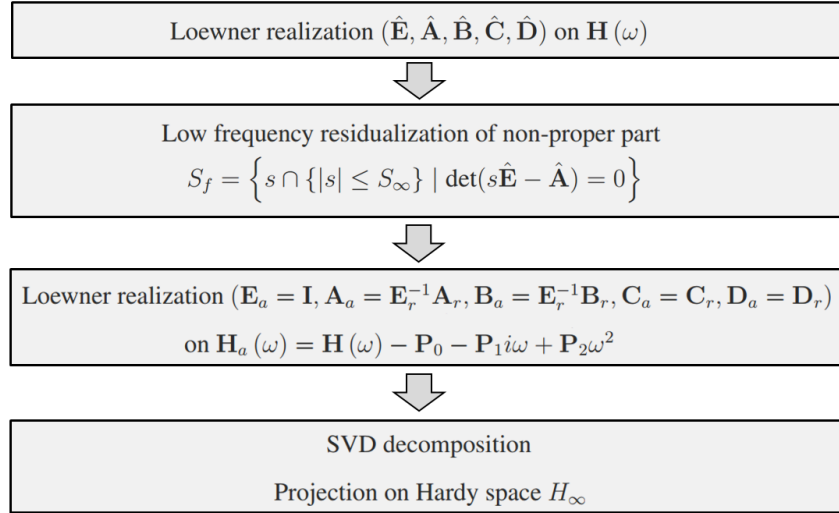 Loewner realization (Ê, Â, B̂, Ĉ, D̂) on H (ω)
Low frequency residualization of non-proper part
S_f = { s ∩ {|s| ≤ S_∞} | det(sÊ − Â) = 0 }
Loewner realization (E_a = I, A_a = E_r^{-1}A_r, B_a = E_r^{-1}B_r, C_a = C_r, D_a = D_r)
on H_a (ω) = H (ω) − P_0 − P_1iω + P_2ω^2
SVD decomposition
Projection on Hardy space H_∞